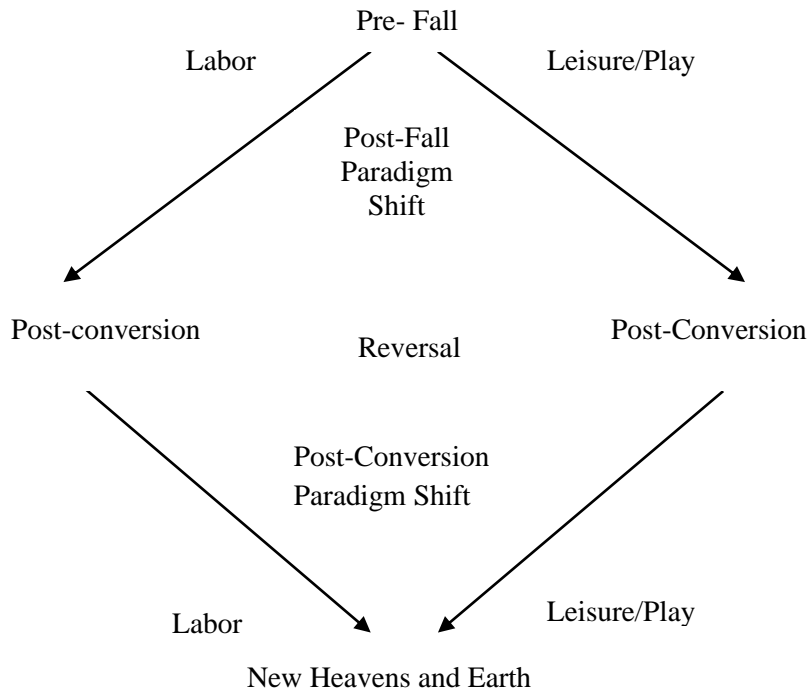 Pre- Fall
Labor
Leisure/Play
Post-Fall
Paradigm
Shift
Post-conversion
Post-Conversion
Reversal
Post-Conversion
Paradigm Shift
Labor
Leisure/Play
New Heavens and Earth